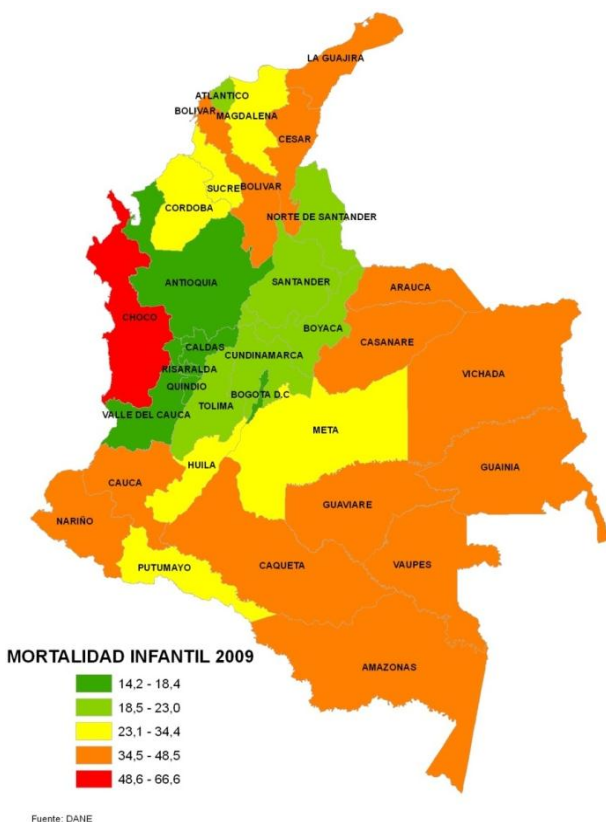 LA GUAJIRA
ATLANTICO
BOLIVAR
MAGDALENA
CESAR
SUCRE
BOLIVAR
CORDOBA
NORTE DE SANTANDER
ANTIOQUIA
SANTANDER
ARAUCA
CHOCO
BOYACA
CALDAS
CASANARE
CUNDINAMARCA
VICHADA
RISARALDA
QUINDIO
BOGOTA D.C
TOLIMA
VALLE DEL CAUCA
META
HUILA
GUAINIA
CAUCA
GUAVIARE
NARIÑO
CAQUETA
VAUPES
PUTUMAYO
AMAZONAS
MORTALIDAD INFANTIL 2009
14,2 - 18,4
18,5 - 23,0
23,1 - 34,4
34,5 - 48,5
48,6 - 66,6
Fuente: DANE